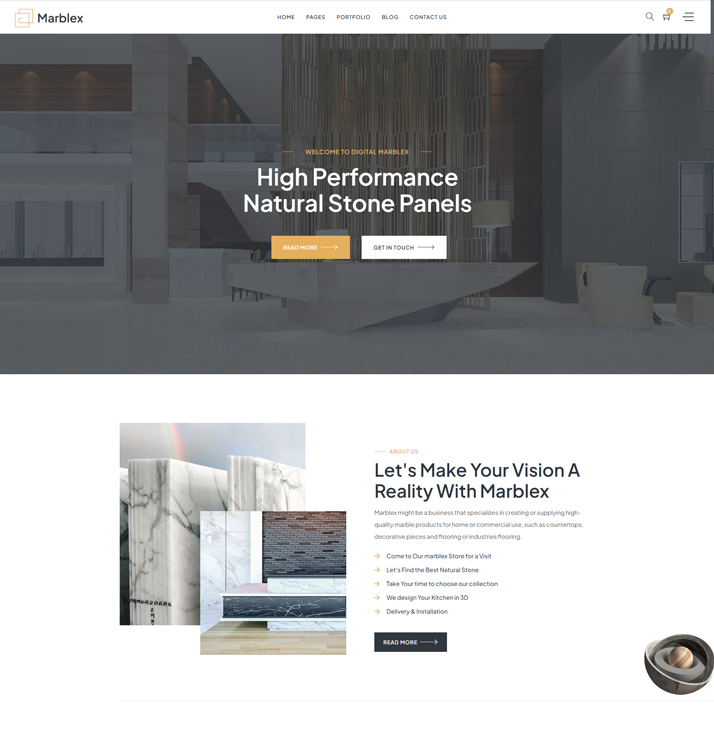 Marblex
HOME PAGES PORTFOLIO BLOG CONTACT US
0
WELCOME TO DIGITAL MARBLEX
High Performance
Natural Stone Panels
READ MORE
GET IN TOUCH
ABOUT US
Let's Make Your Vision A
Reality With Marblex
Marblex might be a business that specializes in creating or supplying high-
quality marble products for home or commercial use, such as countertops,
decorative pieces and flooring or industries flooring.
Come to Our marblex Store for a Visit
Let's Find the Best Natural Stone
Take Your time to choose our collection
We design Your Kitchen in 3D
Delivery & Installation
READ MORE